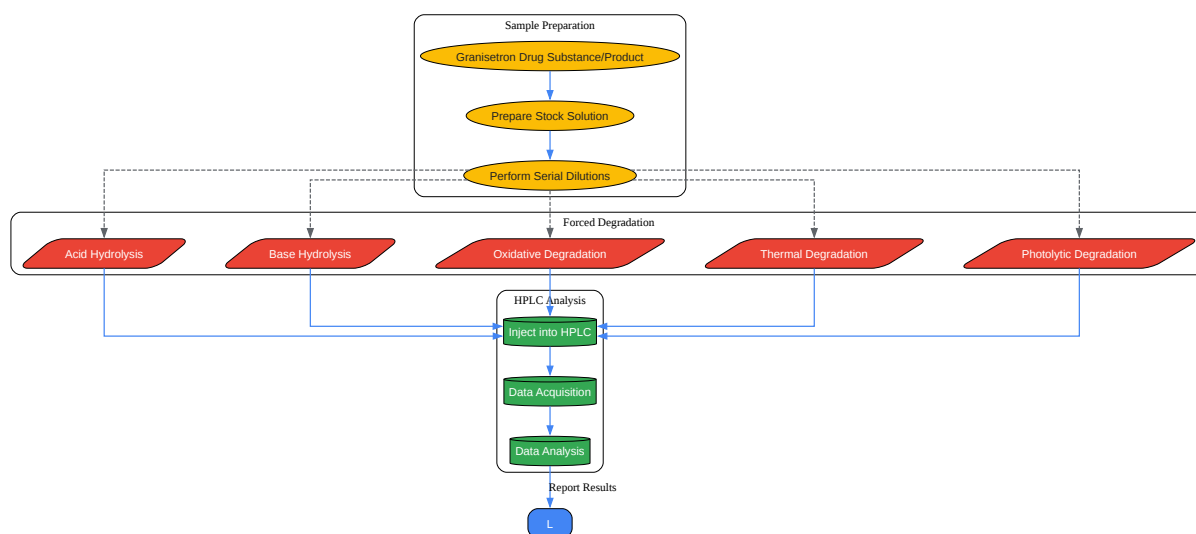 Sample Preparation
Granisetron Drug Substance/Product
Prepare Stock Solution
Perform Serial Dilutions
Forced Degradation
Acid Hydrolysis
Base Hydrolysis
Oxidative Degradation
Thermal Degradation
Photolytic Degradation
HPLC Analysis
Inject into HPLC
Data Acquisition
Data Analysis
Report Results
L